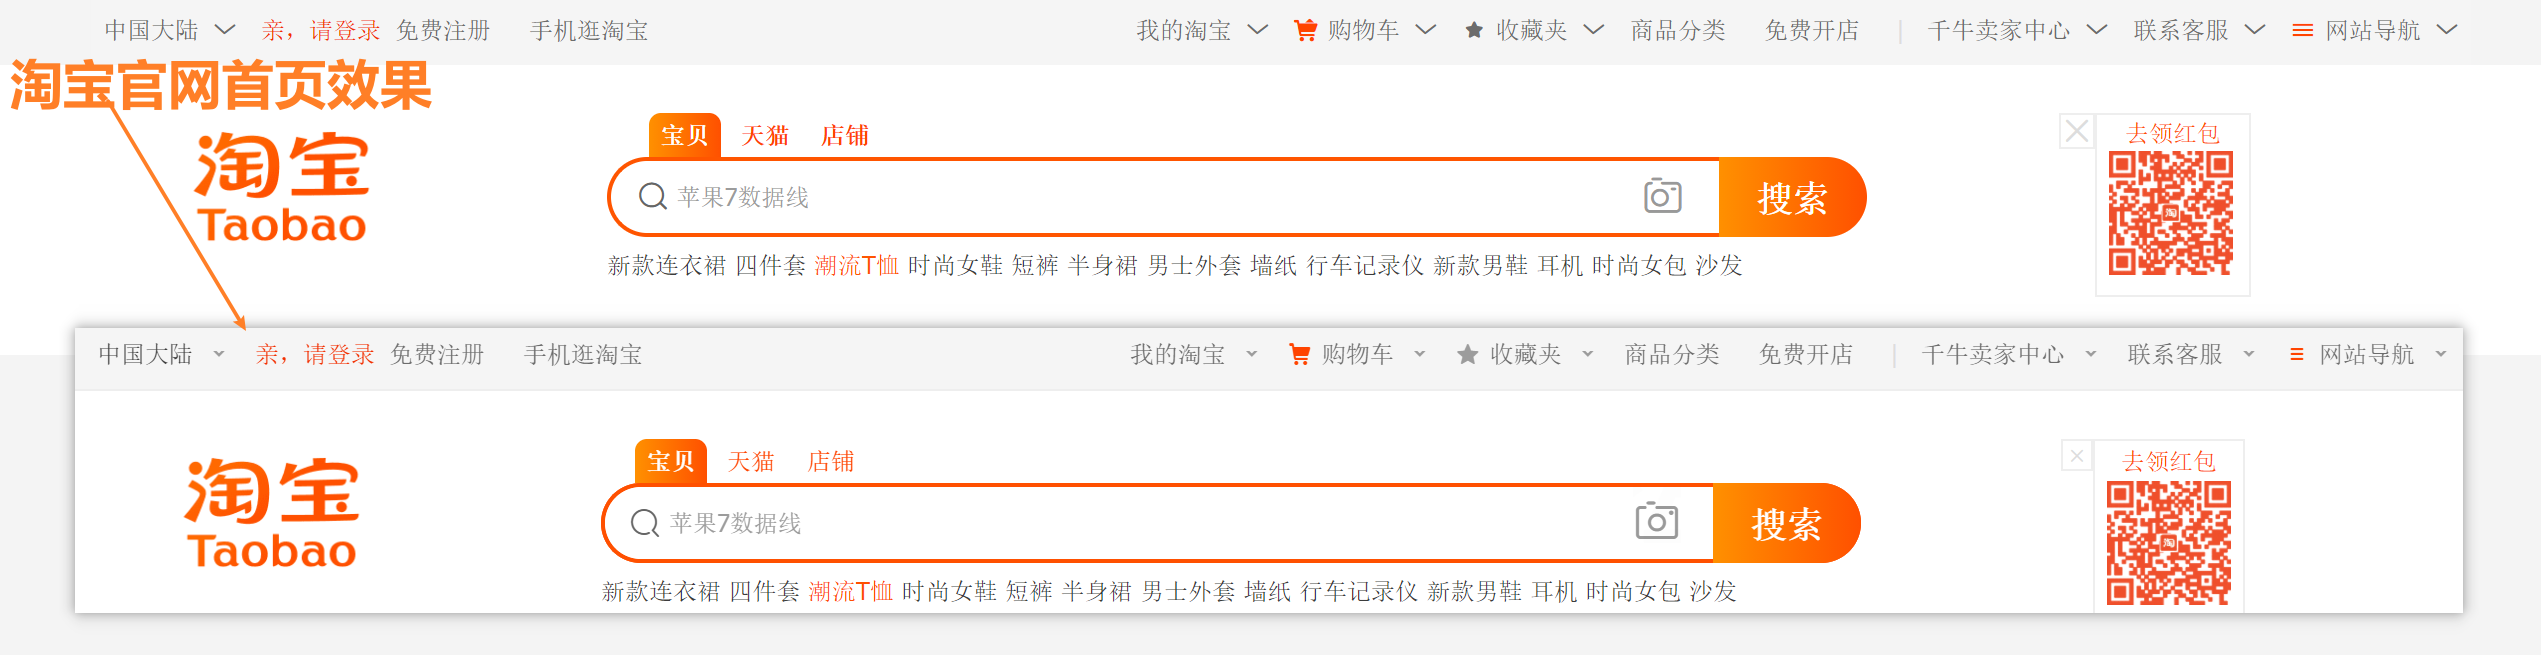 中国大陆 亲，请登录 免费注册 手机逛淘宝 我的淘宝 购物车 收藏夹 商品分类 免费开店 | 千牛卖家中心 联系客服 网站导航
淘宝官网首页效果
淘宝
Taobao
宝贝 天猫 店铺
苹果7数据线 搜索
新款连衣裙 四件套 潮流T恤 时尚女鞋 短裤 半身裙 男士外套 墙纸 行车记录仪 新款男鞋 耳机 时尚女包 沙发
去领红包
淘
中国大陆 亲，请登录 免费注册 手机逛淘宝 我的淘宝 购物车 收藏夹 商品分类 免费开店 | 千牛卖家中心 联系客服 网站导航
淘宝
Taobao
宝贝 天猫 店铺
苹果7数据线 搜索
新款连衣裙 四件套 潮流T恤 时尚女鞋 短裤 半身裙 男士外套 墙纸 行车记录仪 新款男鞋 耳机 时尚女包 沙发
去领红包
淘